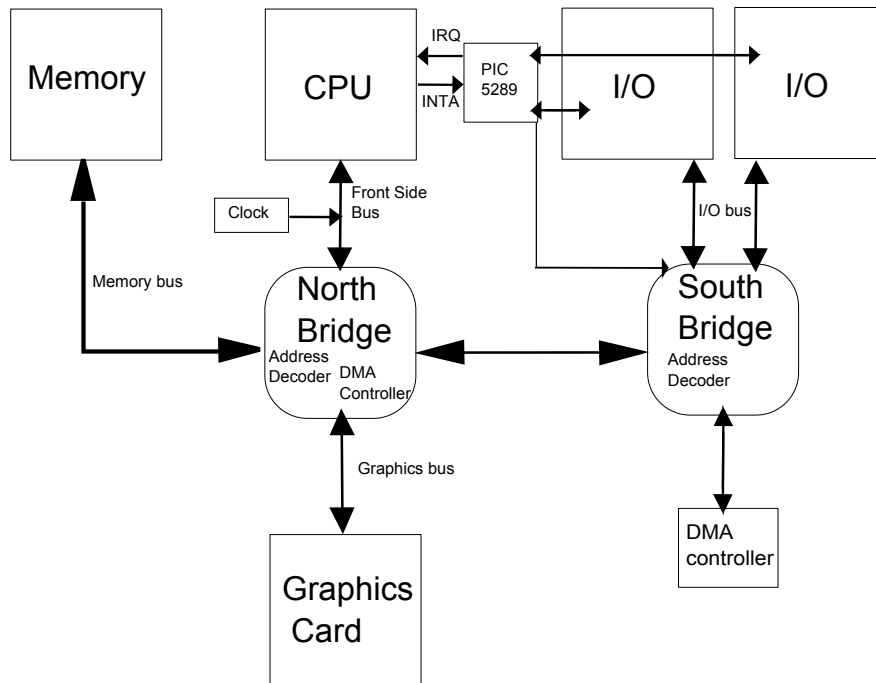 Memory
CPU
IRQ
INTA
PIC
5289
I/O
I/O
Clock
Front Side
Bus
I/O bus
Memory bus
North
Bridge
Address
Decoder
DMA
Controller
South
Bridge
Address
Decoder
Graphics bus
DMA
controller
Graphics
Card